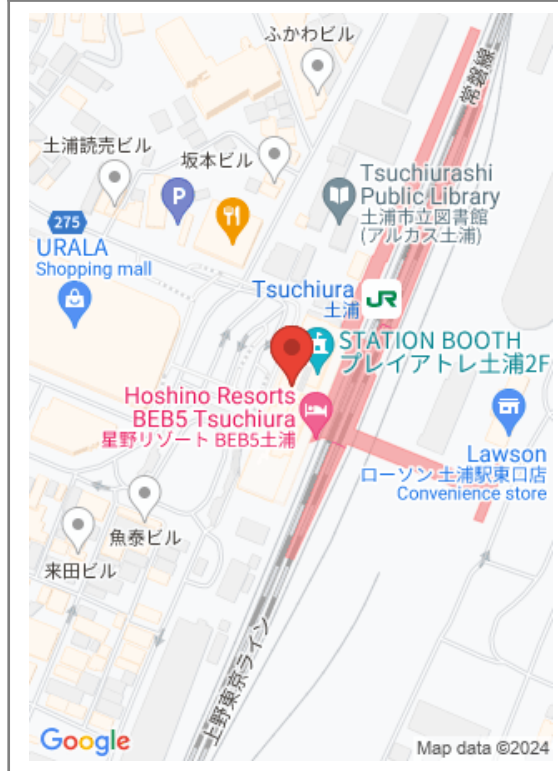 ふかわビル
常磐線
土浦読売ビル
坂本ビル
P
Tsuchiurashi
Public Library
土浦市立図書館
(アルカス土浦)
275
URALA
Shopping mall
Tsuchiura
土浦
JR
STATION BOOTH
プレイアトレ土浦2F
Hoshino Resorts
BEB5 Tsuchiura
星野リゾート BEB5土浦
Lawson
ローソン 土浦駅東口店
Convenience store
魚泰ビル
来田ビル
上野東京ライン
Google
Map data ©2024